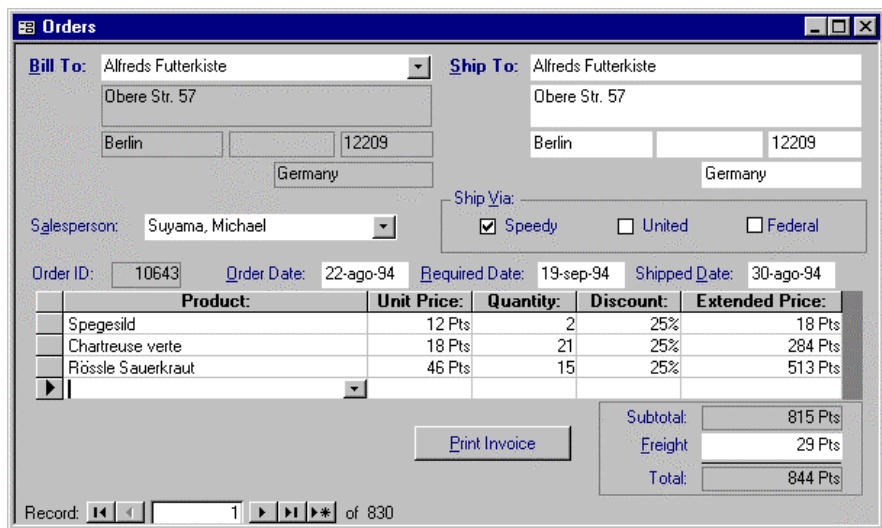 Orders
Bill To: Alfreds Futterkiste Ship To: Alfreds Futterkiste
Obere Str. 57 Obere Str. 57
Berlin 12209 Berlin 12209
Germany Germany
Ship Via:
Salesperson: Suyama, Michael Speedy United Federal
Order ID: 10643 Order Date: 22-ago-94 Required Date: 19-sep-94 Shipped Date: 30-ago-94
Product: Unit Price: Quantity: Discount: Extended Price:
Spegesild 12 Pts 2 25% 18 Pts
Chartreuse verte 18 Pts 21 25% 284 Pts
Rössle Sauerkraut 46 Pts 15 25% 513 Pts
Subtotal: 815 Pts
Print Invoice Freight 29 Pts
Total: 844 Pts
Record: 1 of 830